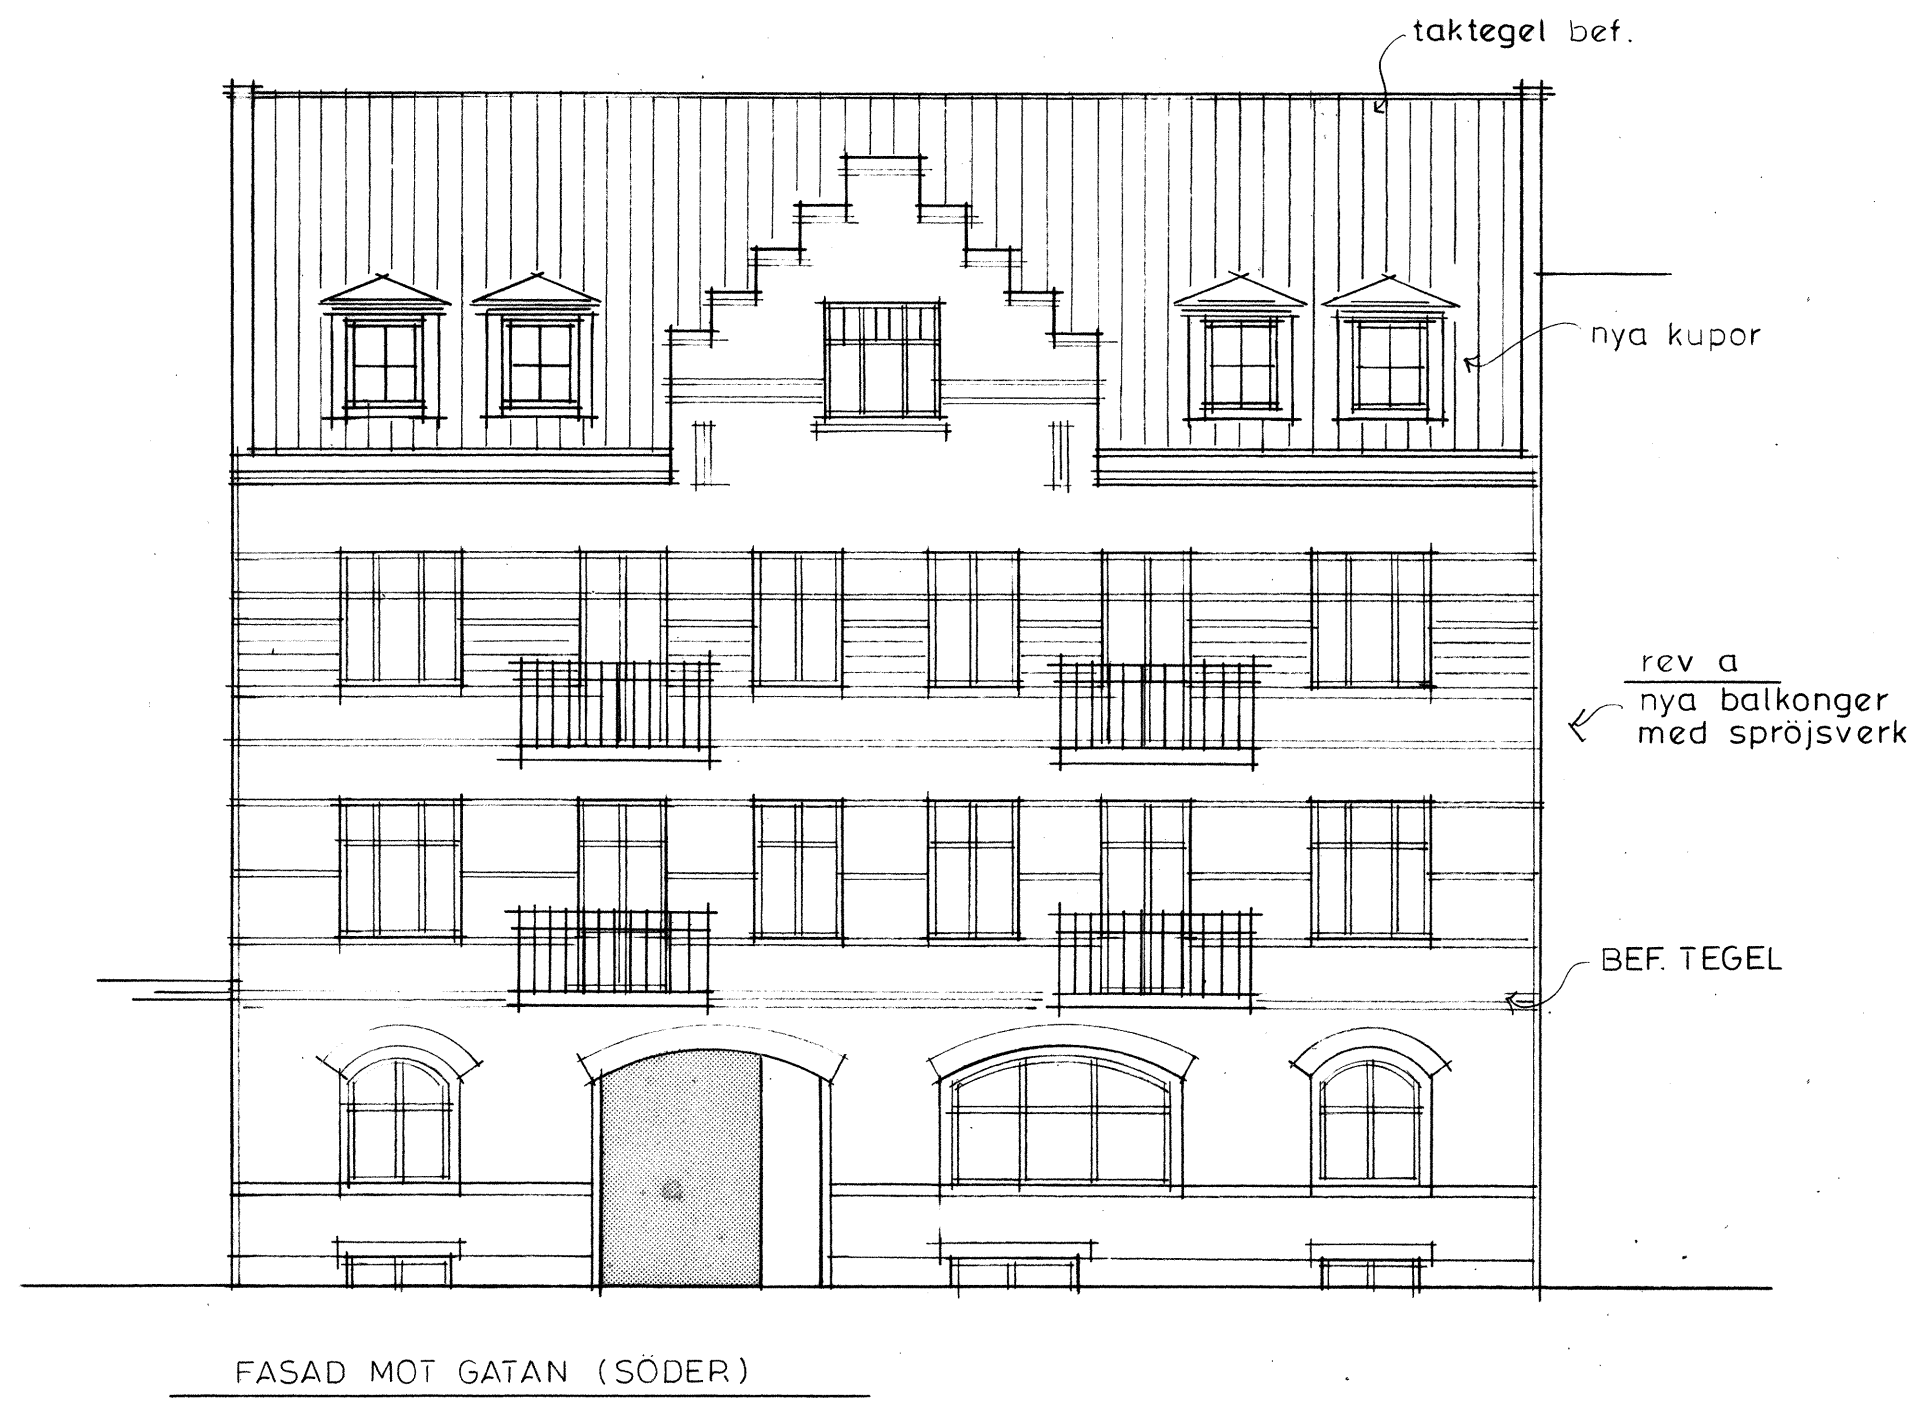 taktegel bef.
nya kupor
rev a
nya balkonger
med spröjsverk
BEF. TEGEL
FASAD MOT GATAN (SÖDER)